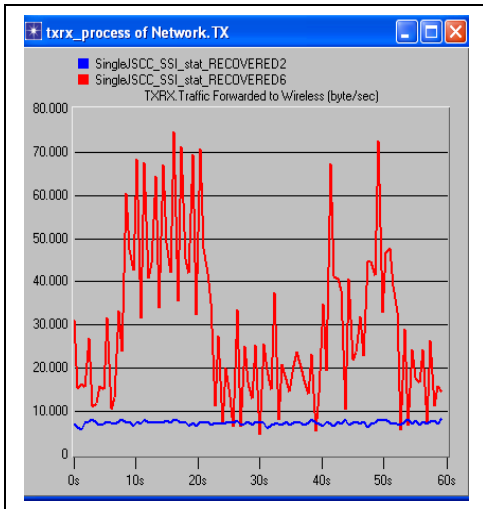 txrx_process of Network.TX
SingleJSCC_SSI_stat_RECOVERED2
SingleJSCC_SSI_stat_RECOVERED6
TXRX.Traffic Forwarded to Wireless (byte/sec)
80.000
70.000
60.000
50.000
40.000
30.000
20.000
10.000
0
0s 10s 20s 30s 40s 50s 60s